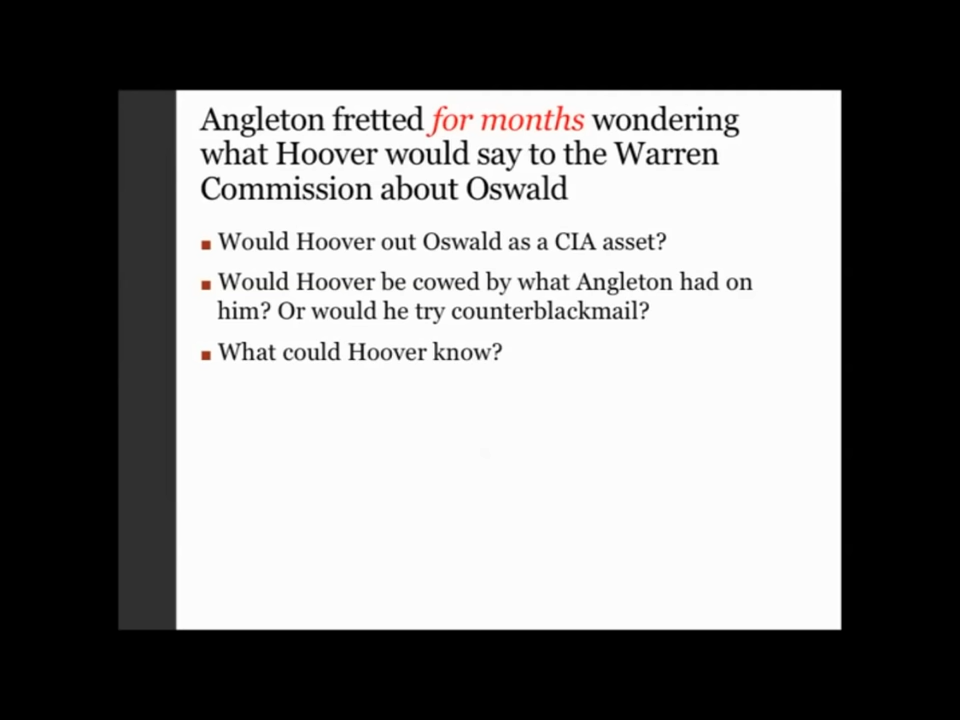 Angleton fretted for months wondering
what Hoover would say to the Warren
Commission about Oswald
▪ Would Hoover out Oswald as a CIA asset?
▪ Would Hoover be cowed by what Angleton had on
him? Or would he try counterblackmail?
▪ What could Hoover know?